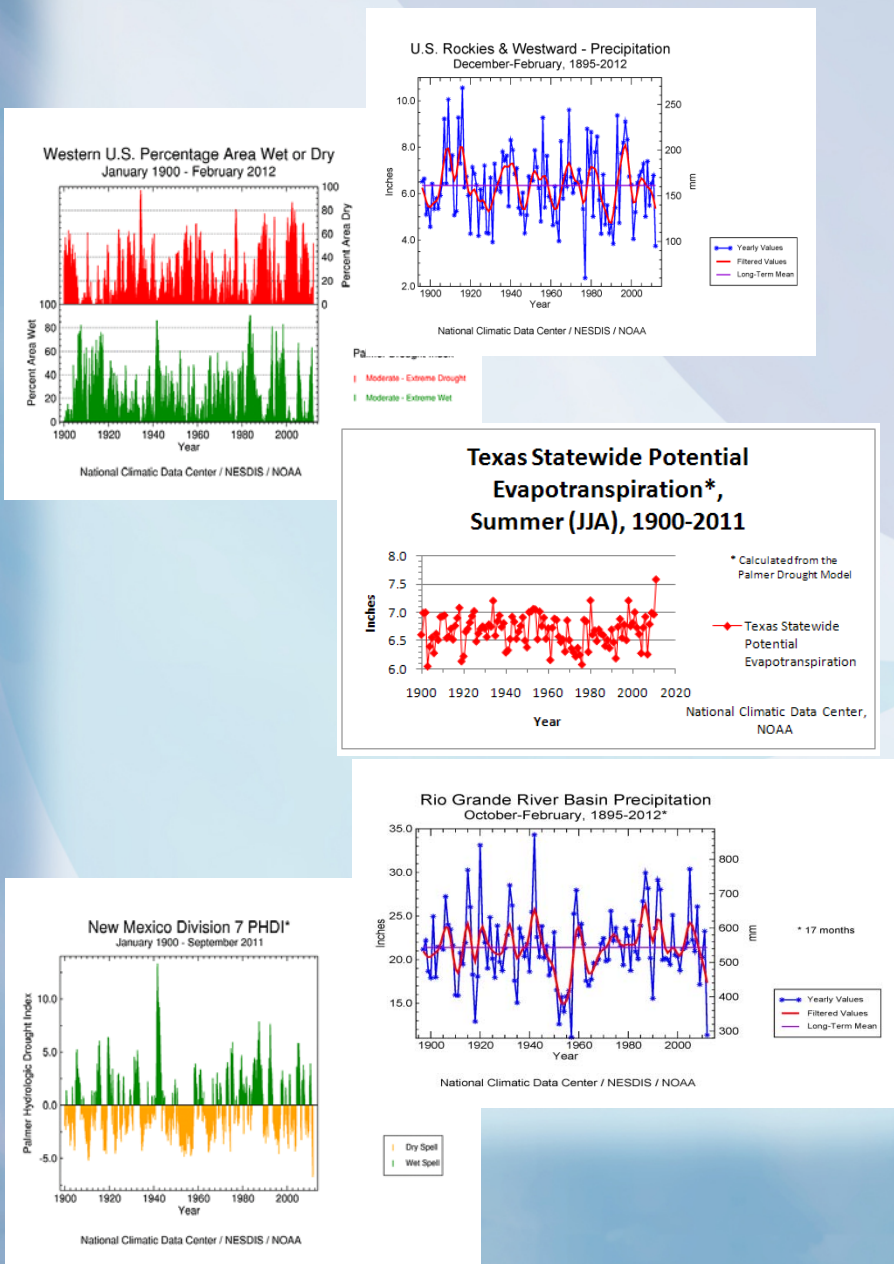 U.S. Rockies & Westward - Precipitation
December-February, 1895-2012
10.0
8.0
6.0
4.0
2.0
Inches
250
200
150
100
mm
1900 1920 1940 1960 1980 2000
Year
Yearly Values
Filtered Values
Long-Term Mean
National Climatic Data Center / NESDIS / NOAA
Western U.S. Percentage Area Wet or Dry
January 1900 - February 2012
100
80
60
40
20
0
Percent Area Dry
100
80
60
40
20
0
Percent Area Wet
1900 1920 1940 1960 1980 2000
Year
National Climatic Data Center / NESDIS / NOAA
Moderate - Extreme Drought
Moderate - Extreme Wet
Texas Statewide Potential
Evapotranspiration*,
Summer (JJA), 1900-2011
* Calculated from the
Palmer Drought Model
8.0
7.5
7.0
6.5
6.0
Inches
1900 1920 1940 1960 1980 2000 2020
Year
Texas Statewide
Potential
Evapotranspiration
National Climatic Data Center,
NOAA
Rio Grande River Basin Precipitation
October-February, 1895-2012*
35.0
30.0
25.0
20.0
15.0
Inches
800
700
600
500
400
300
mm
1900 1920 1940 1960 1980 2000
Year
* 17 months
Yearly Values
Filtered Values
Long-Term Mean
National Climatic Data Center / NESDIS / NOAA
New Mexico Division 7 PHDI*
January 1900 - September 2011
10.0
5.0
0.0
-5.0
Palmer Hydrologic Drought Index
1900 1920 1940 1960 1980 2000
Year
Dry Spell
Wet Spell
National Climatic Data Center / NESDIS / NOAA